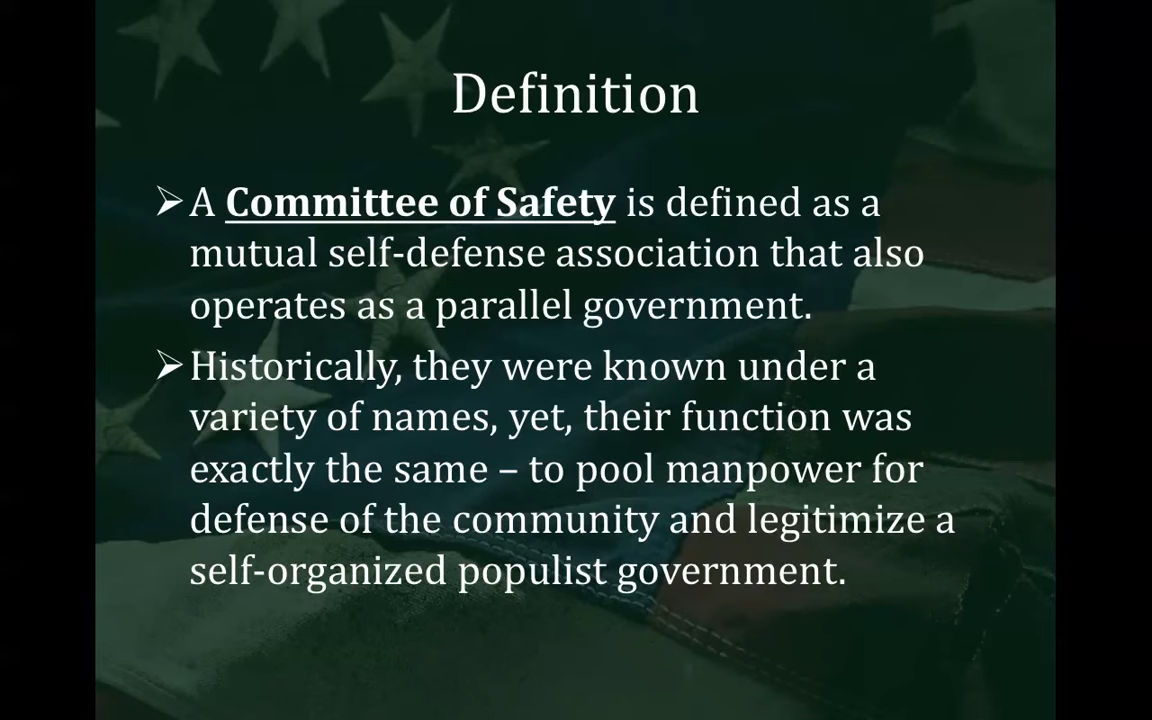 Definition
➢ A Committee of Safety is defined as a
mutual self-defense association that also
operates as a parallel government.
➢ Historically, they were known under a
variety of names, yet, their function was
exactly the same – to pool manpower for
defense of the community and legitimize a
self-organized populist government.